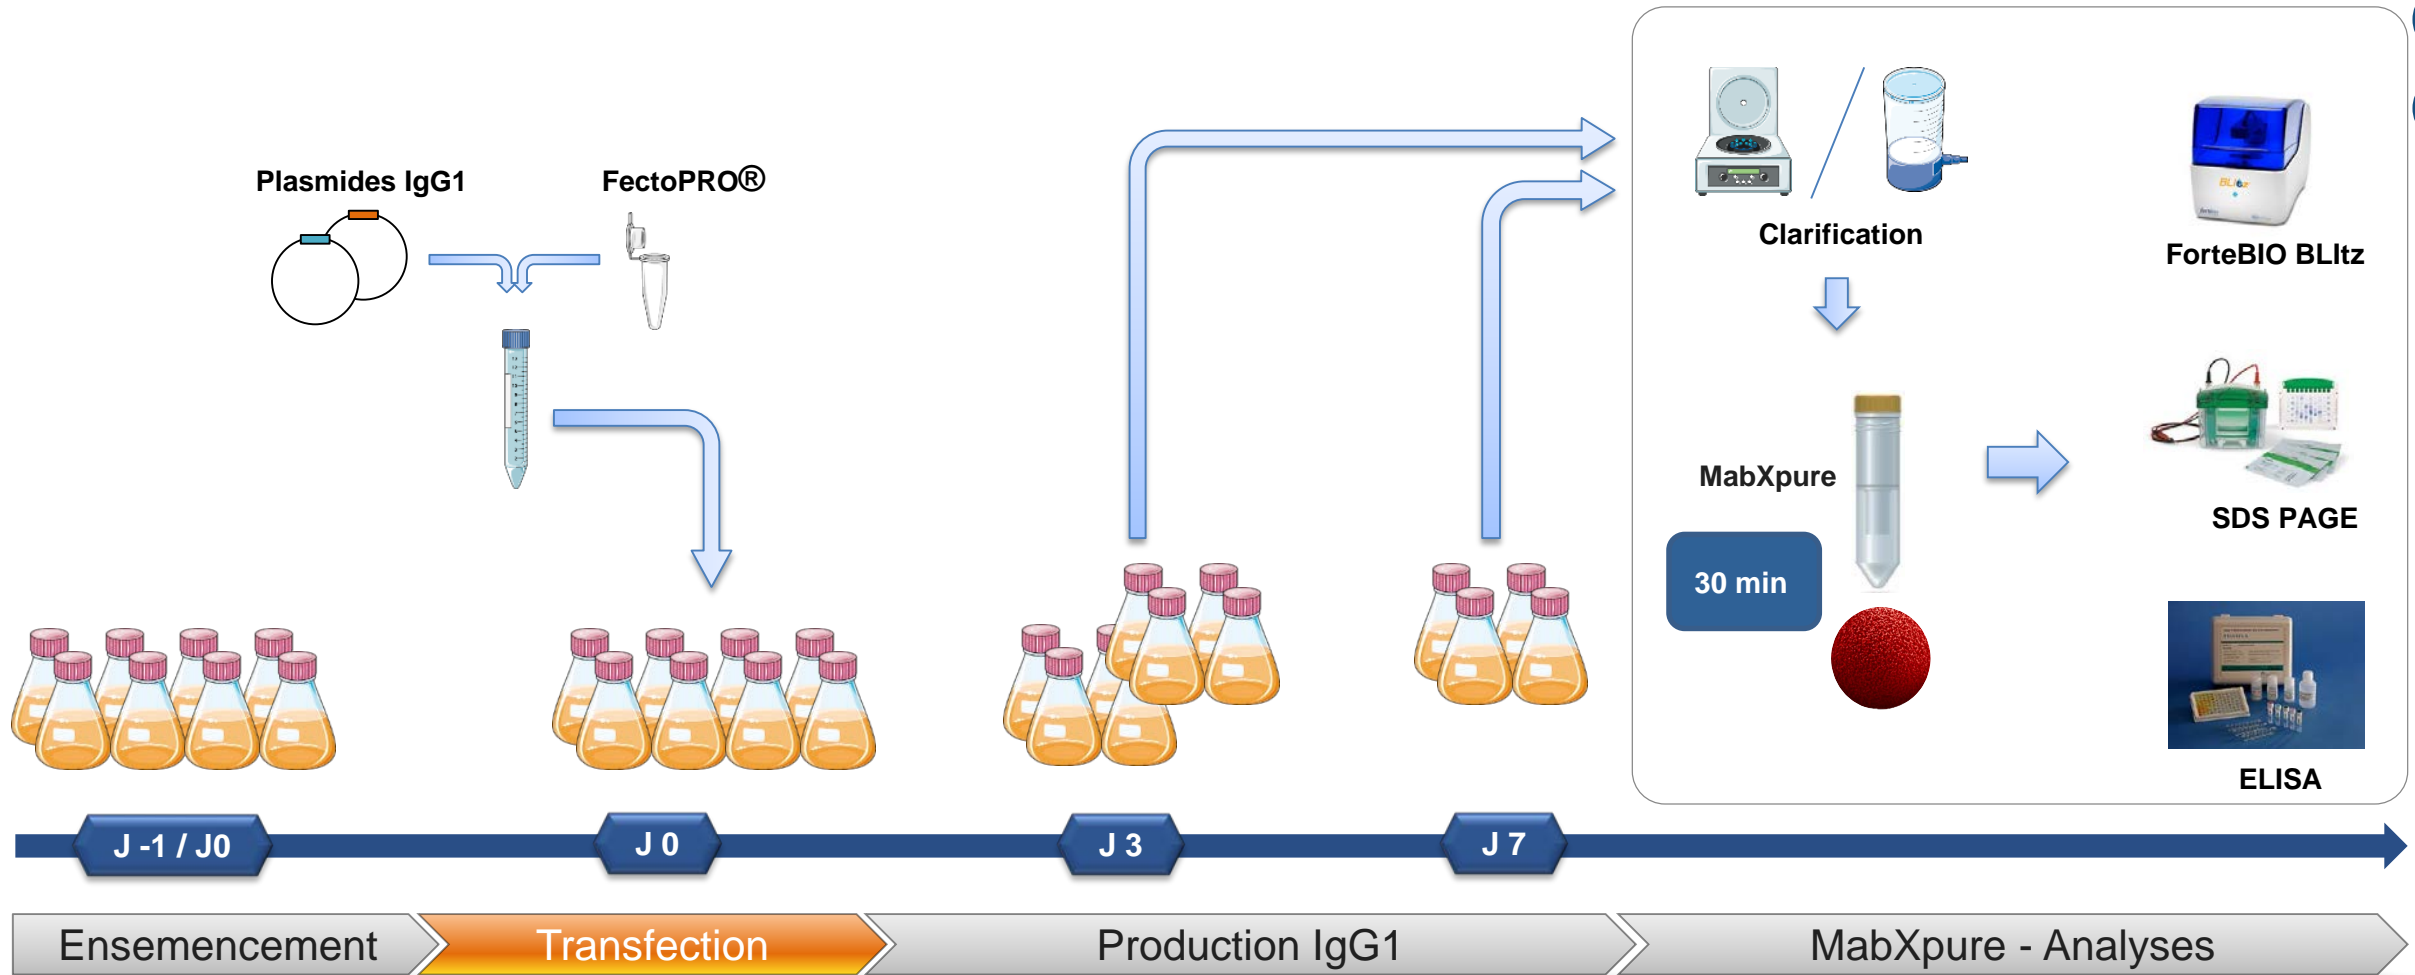 Plasmides IgG1
FectoPRO®
Clarification
BLItz
ForteBIO BLItz
MabXpure
30 min
SDS PAGE
ELISA
J -1 / J0
J 0
J 3
J 7
Ensemencement
Transfection
Production IgG1
MabXpure - Analyses